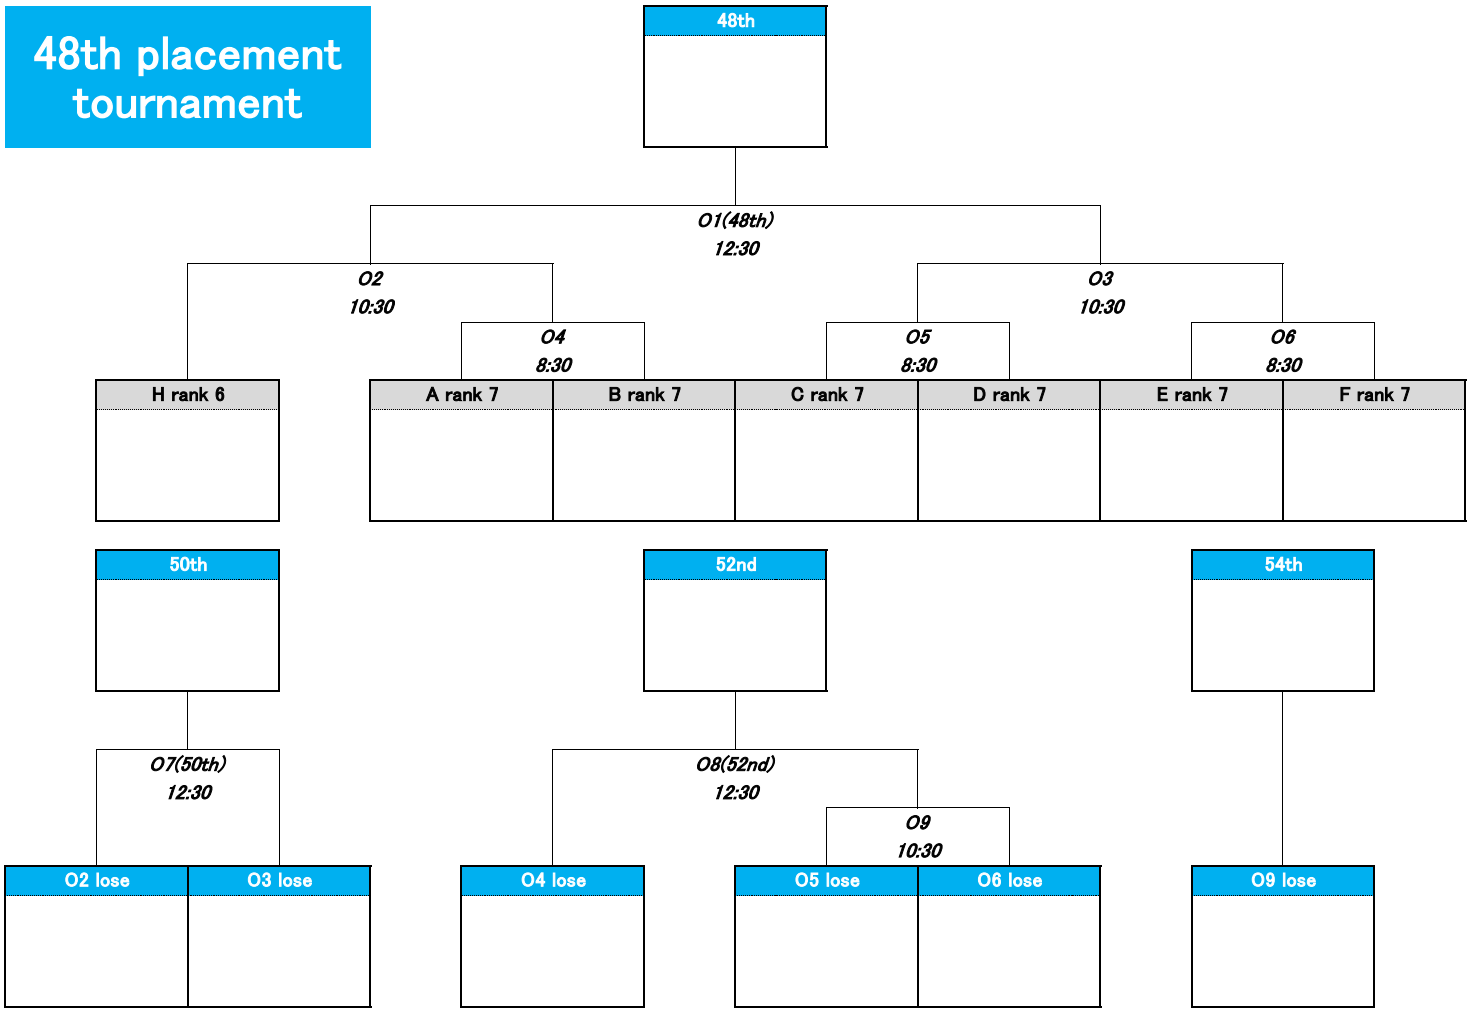 48th placement
tournament
48th
O1(48th)
12:30
O2
10:30
O3
10:30
O4
8:30
O5
8:30
O6
8:30
H rank 6
A rank 7
B rank 7
C rank 7
D rank 7
E rank 7
F rank 7
50th
52nd
54th
O7(50th)
12:30
O8(52nd)
12:30
O9
10:30
O2 lose
O3 lose
O4 lose
O5 lose
O6 lose
O9 lose